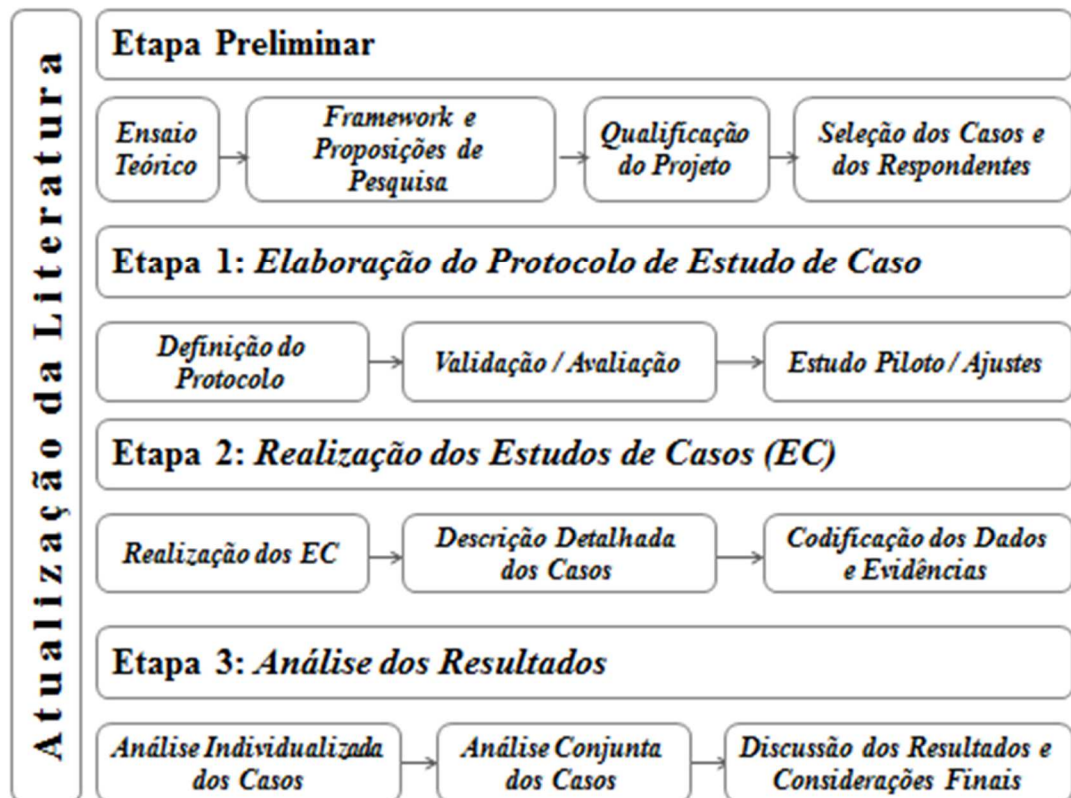 Atualização da Literatura
Etapa Preliminar
Ensaio
Teórico
Framework e
Proposições de
Pesquisa
Qualificação
do Projeto
Seleção dos Casos e
dos Respondentes
Etapa 1: Elaboração do Protocolo de Estudo de Caso
Definição do
Protocolo
Validação / Avaliação
Estudo Piloto / Ajustes
Etapa 2: Realização dos Estudos de Casos (EC)
Realização dos EC
Descrição Detalhada
dos Casos
Codificação dos Dados
e Evidências
Etapa 3: Análise dos Resultados
Análise Individualizada
dos Casos
Análise Conjunta
dos Casos
Discussão dos Resultados e
Considerações Finais